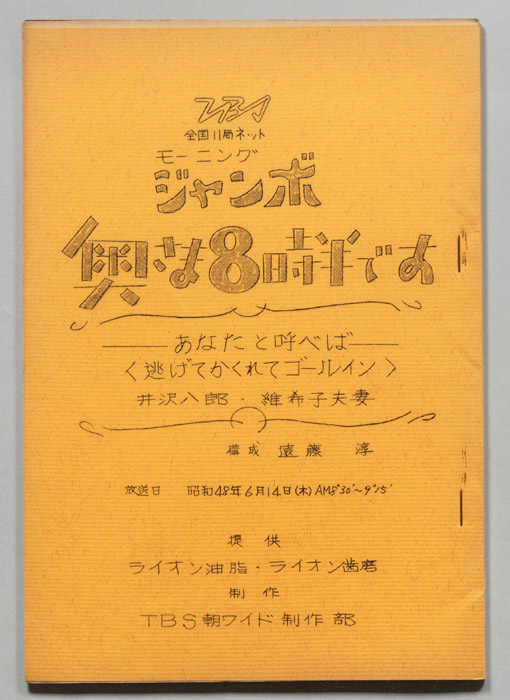 TBS
全国11局ネット
モーニング
ジャンボ
奥さま8時半です
あなたと呼べば
〈逃げてかくれてゴールイン〉
井沢八郎・維希子夫妻
構成 遠藤 淳
放送日 昭和48年6月14日(木)AM8°30'~9°15'
提供
ライオン油脂・ライオン歯磨
制作
TBS朝ワイド制作部